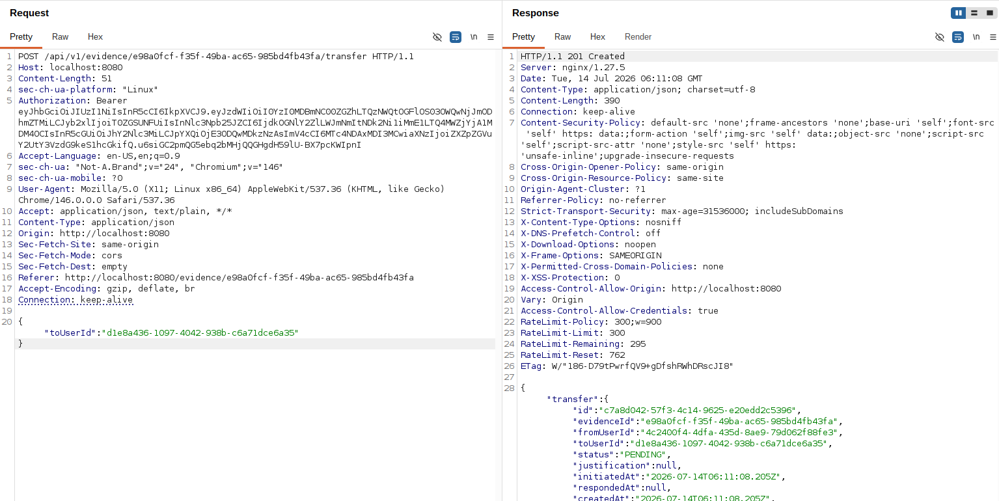 Request
Pretty Raw Hex
\n
1 POST /api/v1/evidence/e98a0fcf-f35f-49ba-ac65-985bd4fb43fa/transfer HTTP/1.1
2 Host: localhost:8080
3 Content-Length: 51
4 sec-ch-ua-platform: "Linux"
5 Authorization: Bearer
eyJhbGciOiJIUzI1NiIsInR5cCI6IkpXVCJ9.eyJzdWIiOiI0YzI0MDBmNC00ZGZhLTQzNWQtOGFlOS03OWQwNjJmOD
hmZTMiLCJyb2xlIjoiT0ZGSUNFUiIsInNlc3Npb25JZCI6Ijdk0GNlY2ZlLWJmNmItNDk2Ni1iMmE1LTQ4MWZjYjA1M
DM4OCIsInR5cGUiOiJhY2Nlc3MiLCJpYXQiOjE3ODQwMDkzNzAsImV4cCI6MTc4NDAxMDI3MCwiaXNzIjoiZXZpZGVu
Y2UtY3VzdG9keS1hcGkifQ.u6siGC2pmQG5ebq2bMHjQQGHgdH59lU-BX7pcKWIpnI
6 Accept-Language: en-US,en;q=0.9
7 sec-ch-ua: "Not-A.Brand";v="24", "Chromium";v="146"
8 sec-ch-ua-mobile: ?0
9 User-Agent: Mozilla/5.0 (X11; Linux x86_64) AppleWebKit/537.36 (KHTML, like Gecko)
Chrome/146.0.0.0 Safari/537.36
10 Accept: application/json, text/plain, */*
11 Content-Type: application/json
12 Origin: http://localhost:8080
13 Sec-Fetch-Site: same-origin
14 Sec-Fetch-Mode: cors
15 Sec-Fetch-Dest: empty
16 Referer: http://localhost:8080/evidence/e98a0fcf-f35f-49ba-ac65-985bd4fb43fa
17 Accept-Encoding: gzip, deflate, br
18 Connection: keep-alive
19
20 {
"toUserId":"d1e8a436-1097-4042-938b-c6a71dce6a35"
}
Response
Pretty Raw Hex Render
\n
1 HTTP/1.1 201 Created
2 Server: nginx/1.27.5
3 Date: Tue, 14 Jul 2026 06:11:08 GMT
4 Content-Type: application/json; charset=utf-8
5 Content-Length: 390
6 Connection: keep-alive
7 Content-Security-Policy: default-src 'none';frame-ancestors 'none';base-uri 'self';font-src
'self' https: data:;form-action 'self';img-src 'self' data:;object-src 'none';script-src
'self';script-src-attr 'none';style-src 'self' https:
'unsafe-inline';upgrade-insecure-requests
8 Cross-Origin-Opener-Policy: same-origin
9 Cross-Origin-Resource-Policy: same-site
10 Origin-Agent-Cluster: ?1
11 Referrer-Policy: no-referrer
12 Strict-Transport-Security: max-age=31536000; includeSubDomains
13 X-Content-Type-Options: nosniff
14 X-DNS-Prefetch-Control: off
15 X-Download-Options: noopen
16 X-Frame-Options: SAMEORIGIN
17 X-Permitted-Cross-Domain-Policies: none
18 X-XSS-Protection: 0
19 Access-Control-Allow-Origin: http://localhost:8080
20 Vary: Origin
21 Access-Control-Allow-Credentials: true
22 RateLimit-Policy: 300;w=900
23 RateLimit-Limit: 300
24 RateLimit-Remaining: 295
25 RateLimit-Reset: 762
26 ETag: W/"186-D79tPwrfQV9+gDfshRWhDRscJI8"
27
28 {
"transfer":{
"id":"c7a8d042-57f3-4c14-9625-e20edd2c5396",
"evidenceId":"e98a0fcf-f35f-49ba-ac65-985bd4fb43fa",
"fromUserId":"4c2400f4-4dfa-435d-8ae9-79d062f88fe3",
"toUserId":"d1e8a436-1097-4042-938b-c6a71dce6a35",
"status":"PENDING",
"justification":null,
"initiatedAt":"2026-07-14T06:11:08.205Z",
"respondedAt":null,
"createdAt":"2026-07-14T06:11:08.205Z",